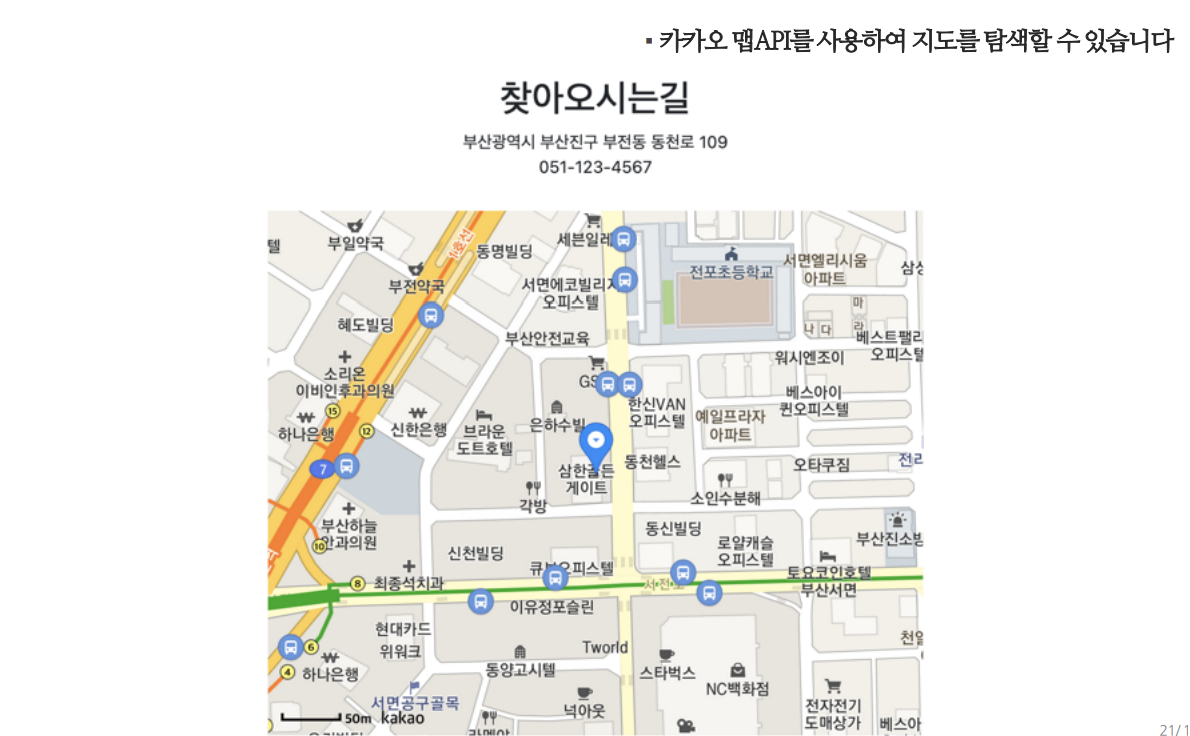 ▪ 카카오 맵API를 사용하여 지도를 탐색할 수 있습니다
찾아오시는길
부산광역시 부산진구 부전동 동천로 109
051-123-4567
텔
부일약국
1호선
동명빌딩
세븐일레
전포초등학교
서면엘리시움
아파트
삼성
부전약국
서면에코빌리지
오피스텔
마
라
나
다
혜도빌딩
부산안전교육
베스트팰리
오피스텔
워시엔조이
소리온
이비인후과의원
GS
한신VAN
오피스텔
베스아이
퀸오피스텔
15
하나은행
12
신한은행
브라운
도트호텔
은하수빌
예일프라자
아파트
7
삼한골든
게이트
동천헬스
오타쿠짐
전리
각방
소인수분해
부산하늘
안과의원
10
동신빌딩
로얄캐슬
오피스텔
부산진소방
신천빌딩
최종석치과
8
큐브오피스텔
서전로
토요코인호텔
부산서면
이유정포슬린
현대카드
위워크
6
하나은행
4
동양고시텔
Tworld
스타벅스
NC백화점
천일
서면공구골목
넉아웃
전자전기
도매상가
베스아
50m kakao
라멘야
21/1